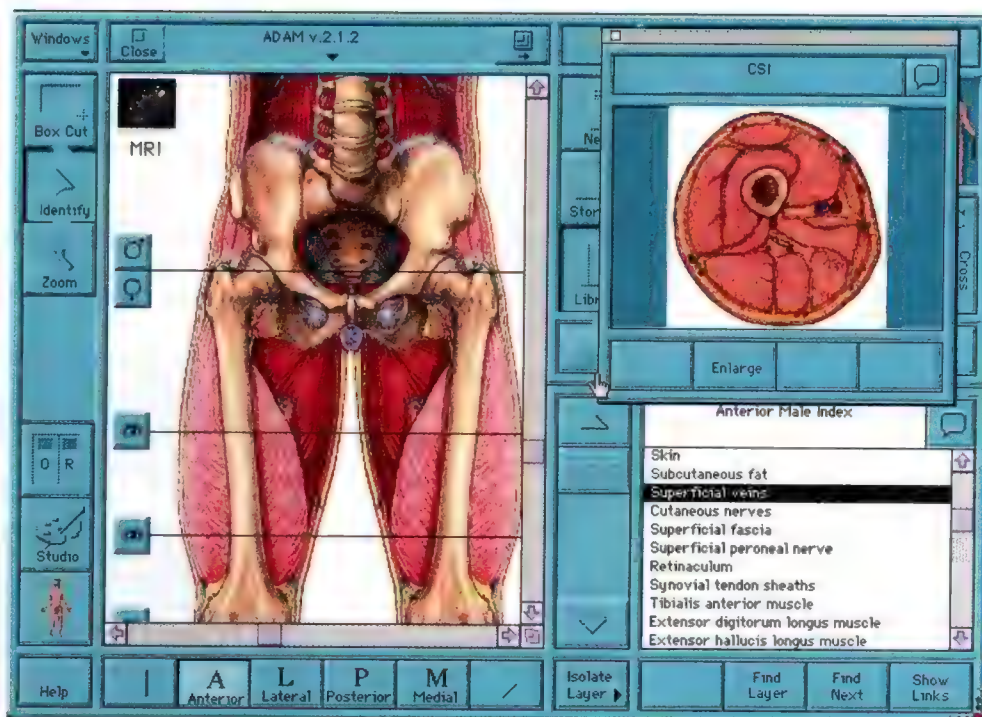 Windows
Close
ADAM v.2.1.2
Box Cut
Identify
Zoom
O R
Studio
Help
MRI
A
Anterior
L
Lateral
P
Posterior
M
Medial
CSI
Enlarge
Cross
Anterior Male Index
Skin
Subcutaneous fat
Superficial veins
Cutaneous nerves
Superficial fascia
Superficial peroneal nerve
Retinaculum
Synovial tendon sheaths
Tibialis anterior muscle
Extensor digitorum longus muscle
Extensor hallucis longus muscle
Isolate
Layer
Find
Layer
Find
Next
Show
Links